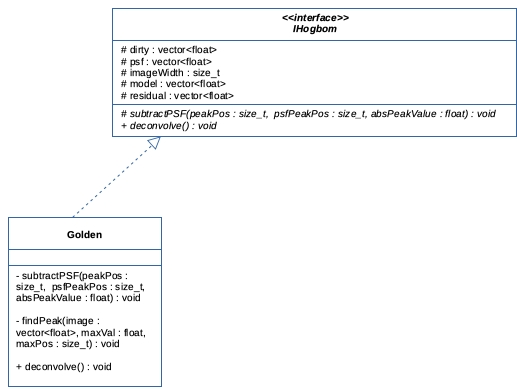 <<interface>>
IHogbom
# dirty : vector<float>
# psf : vector<float>
# imageWidth : size_t
# model : vector<float>
# residual : vector<float>
# subtractPSF(peakPos : size_t,  psfPeakPos : size_t, absPeakValue : float) : void
+ deconvolve() : void
Golden
- subtractPSF(peakPos :
size_t,  psfPeakPos : size_t,
absPeakValue : float) : void
- findPeak(image :
vector<float>, maxVal : float,
maxPos : size_t) : void
+ deconvolve() : void